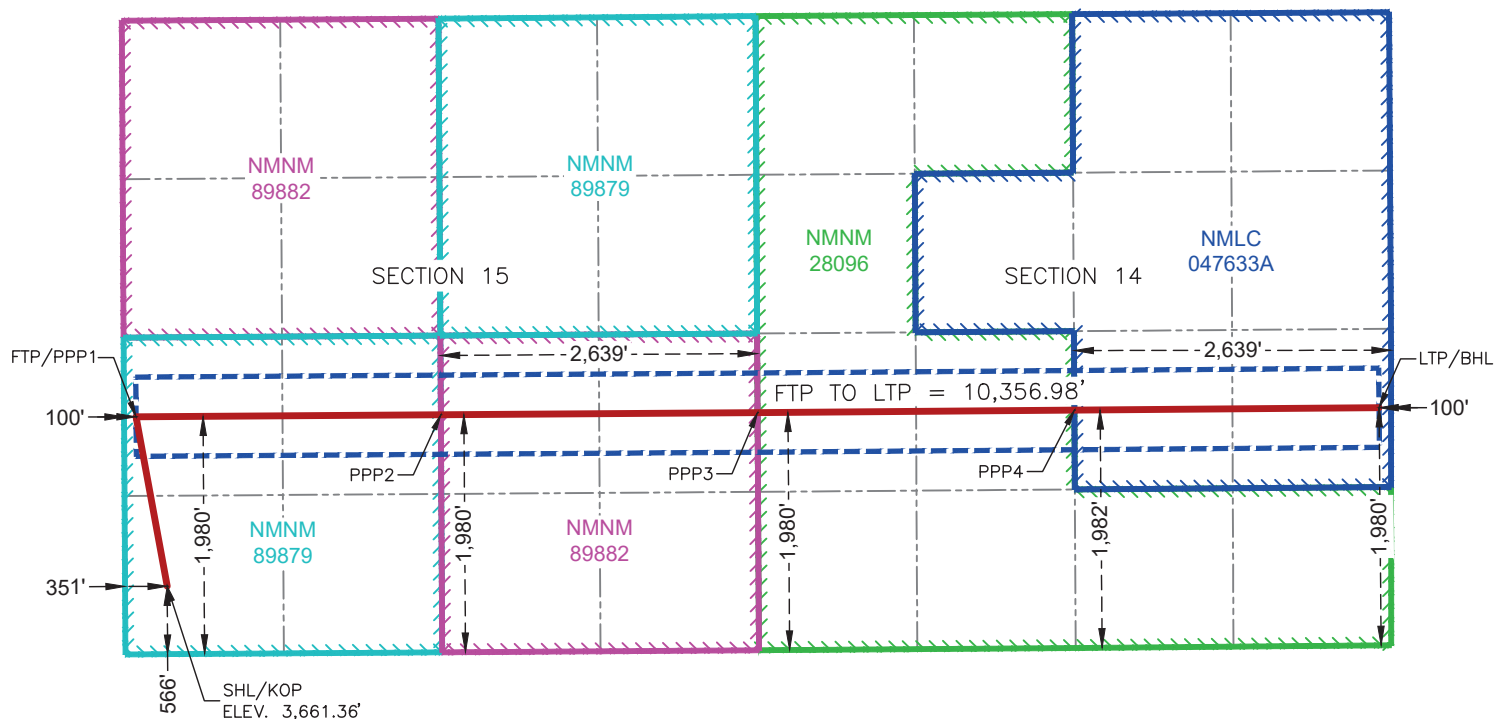 NMNM
89882
NMNM
89879
NMNM
28096
NMLC
047633A
SECTION 15
SECTION 14
FTP/PPP1
2,639'
2,639'
LTP/BHL
FTP TO LTP = 10,356.98'
100'
100'
PPP2
PPP3
PPP4
1,980'
1,980'
1,980'
1,982'
1,980'
NMNM
89879
NMNM
89882
351'
566'
SHL/KOP
ELEV. 3,661.36'